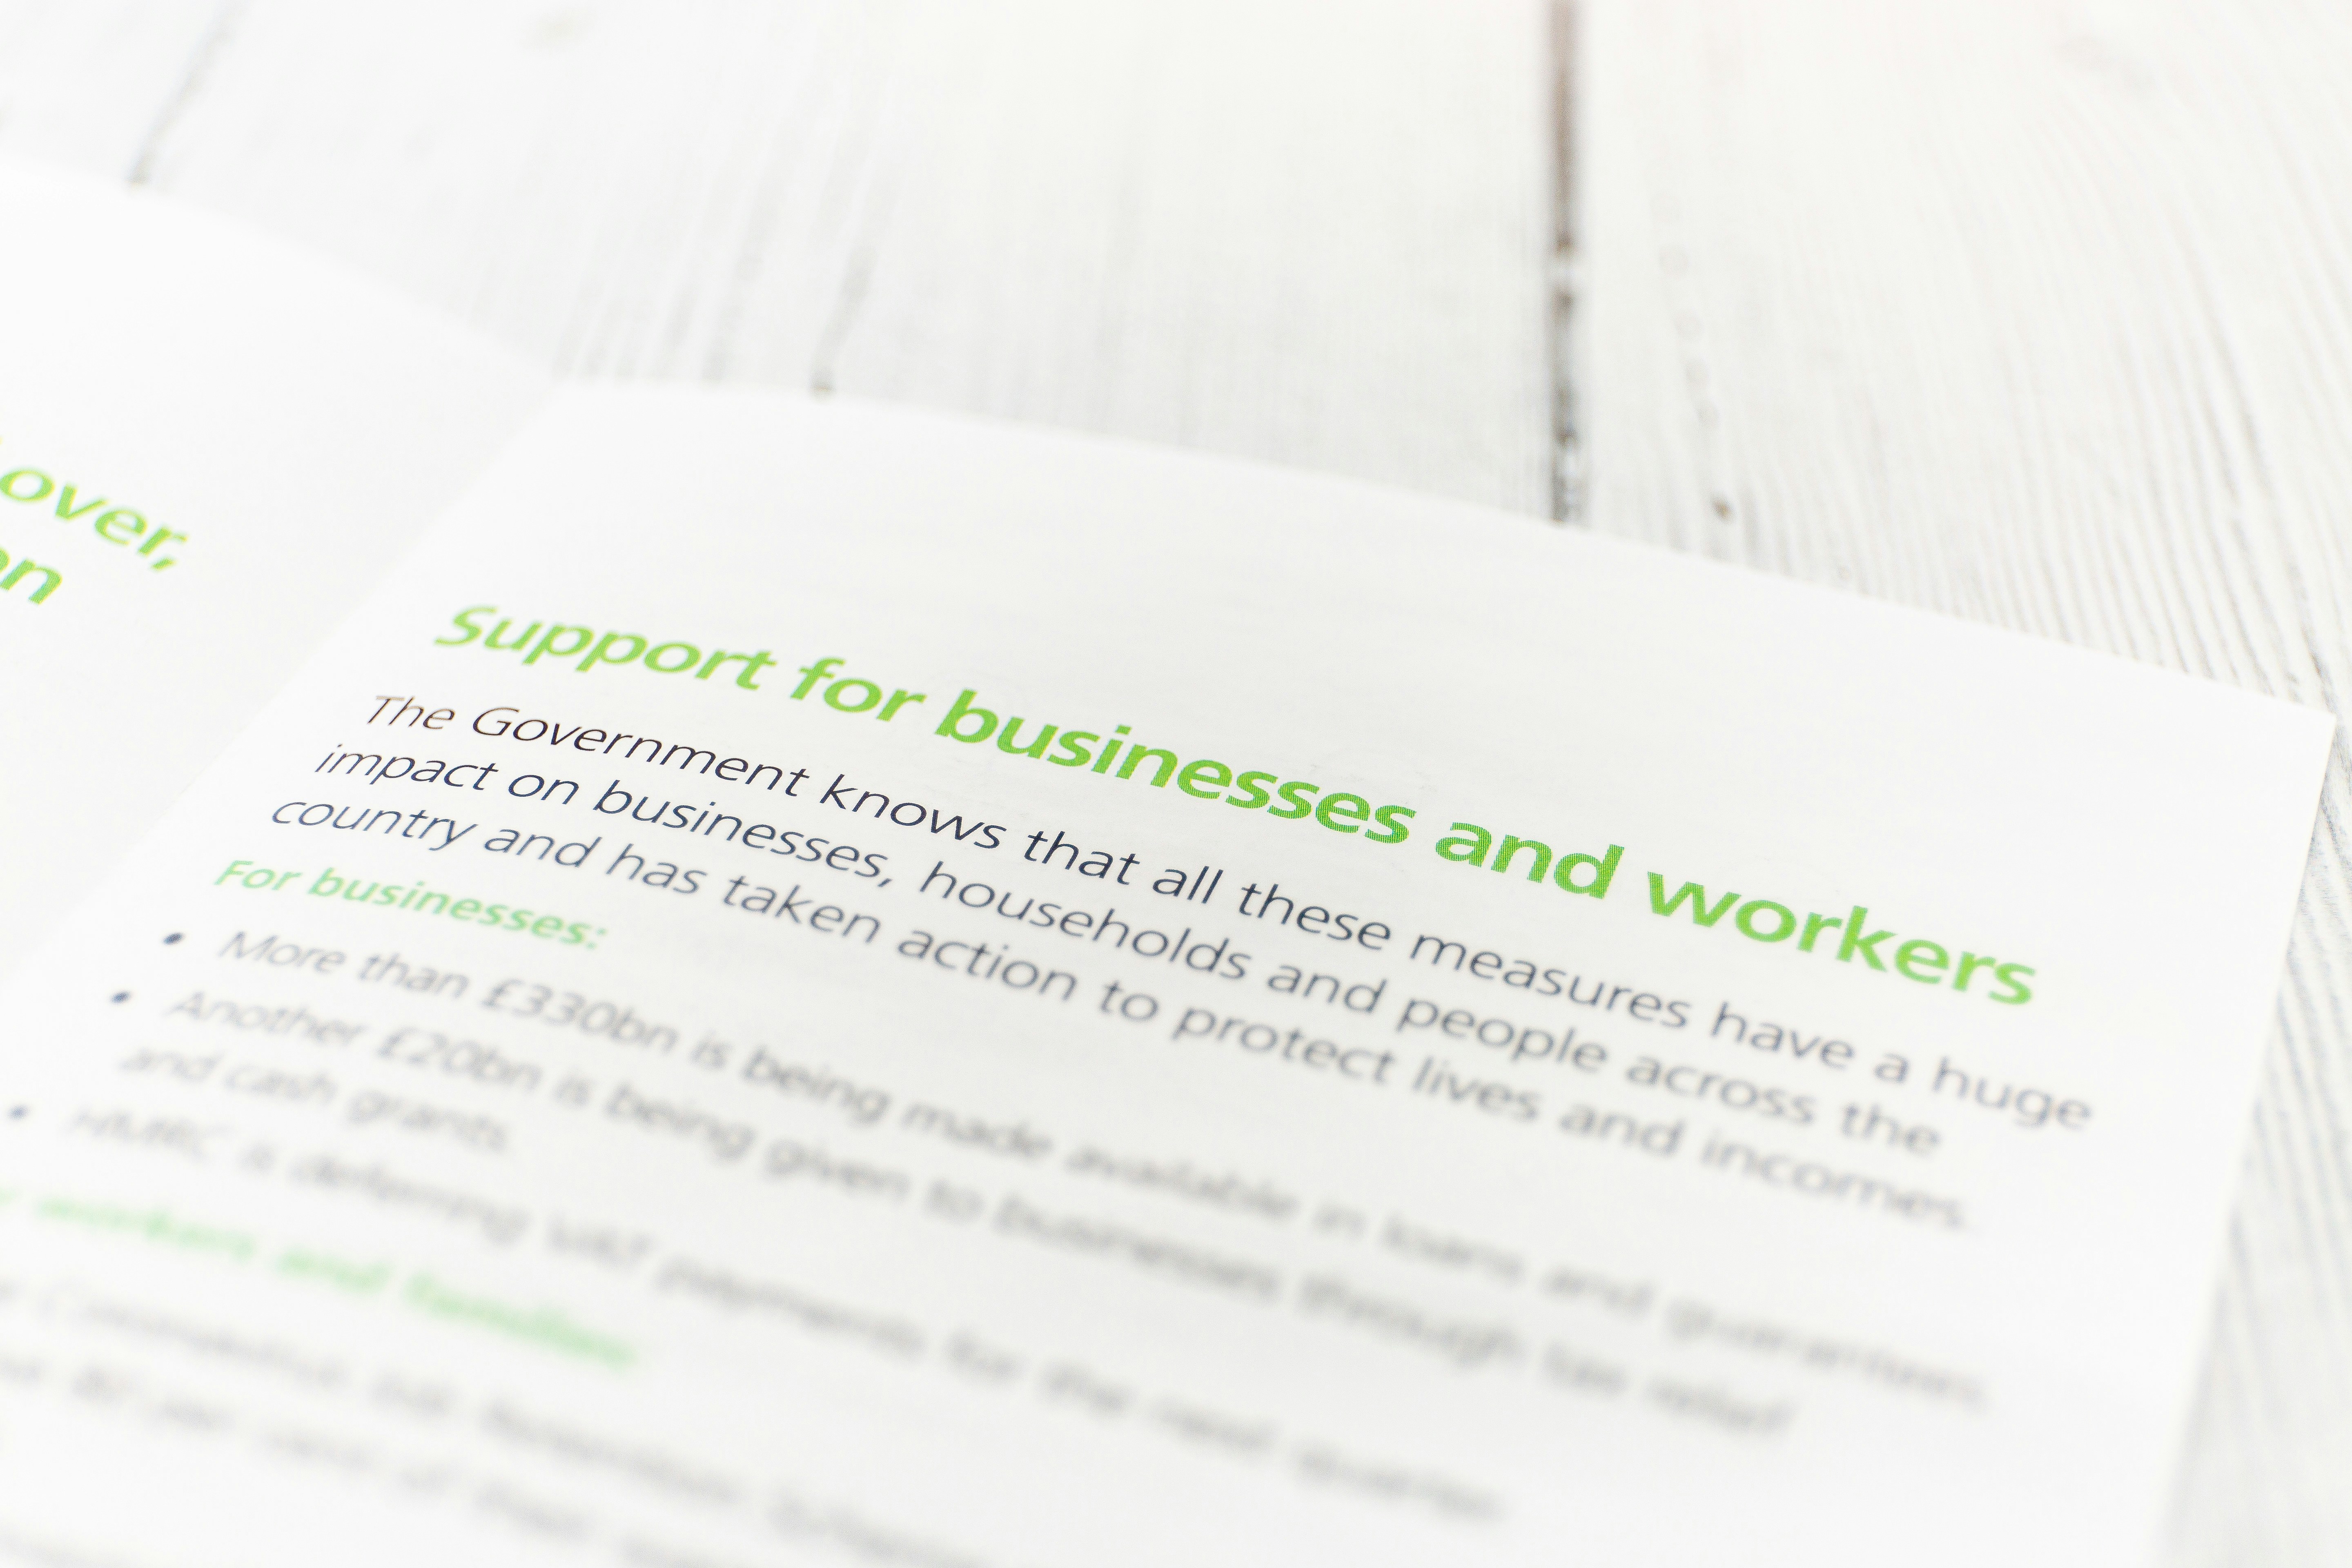 over,
on
Support for businesses and workers
The Government knows that all these measures have a huge
impact on businesses, households and people across the
country and has taken action to protect lives and incomes.
For businesses:
• More than £330bn is being made available in loans and guarantees.
• Another £20bn is being given to businesses through tax relief
and cash grants.
• HMRC is deferring VAT payments for the next quarter.
workers and families: